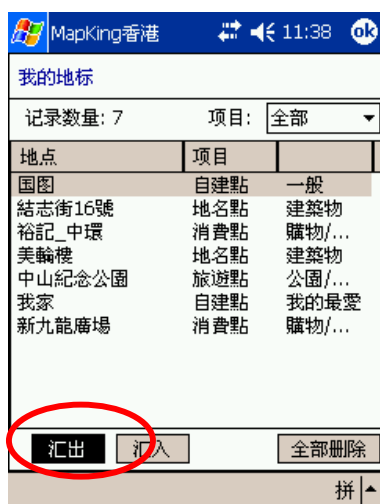 MapKing香港 11:38 ok
我的地标
记录数量: 7 项目: 全部
地点 项目
国图 自建點 一般
結志街16號 地名點 建築物
裕記_中環 消費點 購物/...
美輪樓 地名點 建築物
中山紀念公園 旅遊點 公園/...
我家 自建點 我的最愛
新九龍廣場 消費點 購物/...
汇出 汇入 全部删除
拼